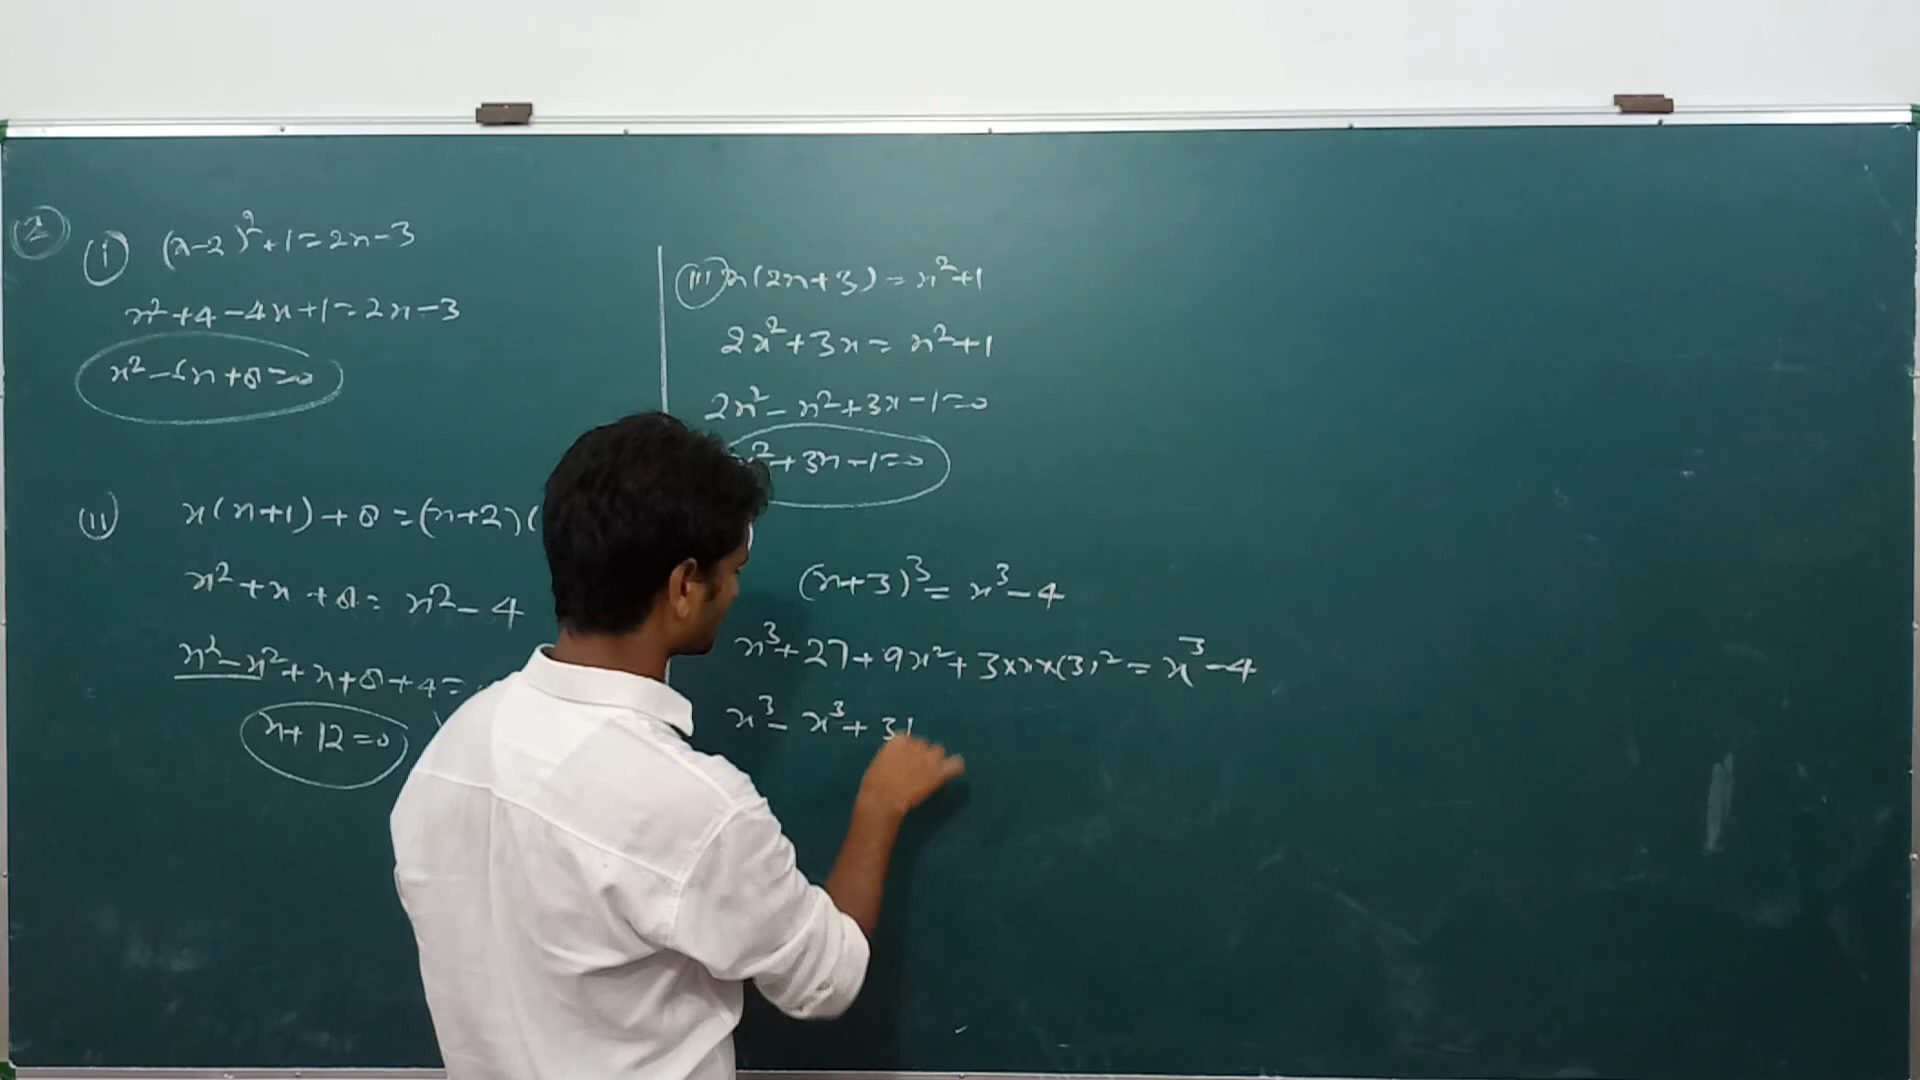 2
(i) (x-2)²+1=2x-3
x²+4-4x+1=2x-3
x²-6x+8=0
(ii) x(x+1)+8=(x+2)(
x²+x+8=x²-4
x²-x²+x+8+4=
x+12=0
(iii) x(2x+3)=x²+1
2x²+3x=x²+1
2x²-x²+3x-1=0
x²+3x-1=0
(x+3)³=x³-4
x³+27+9x²+3×x×(3)²=x³-4
x³-x³+31